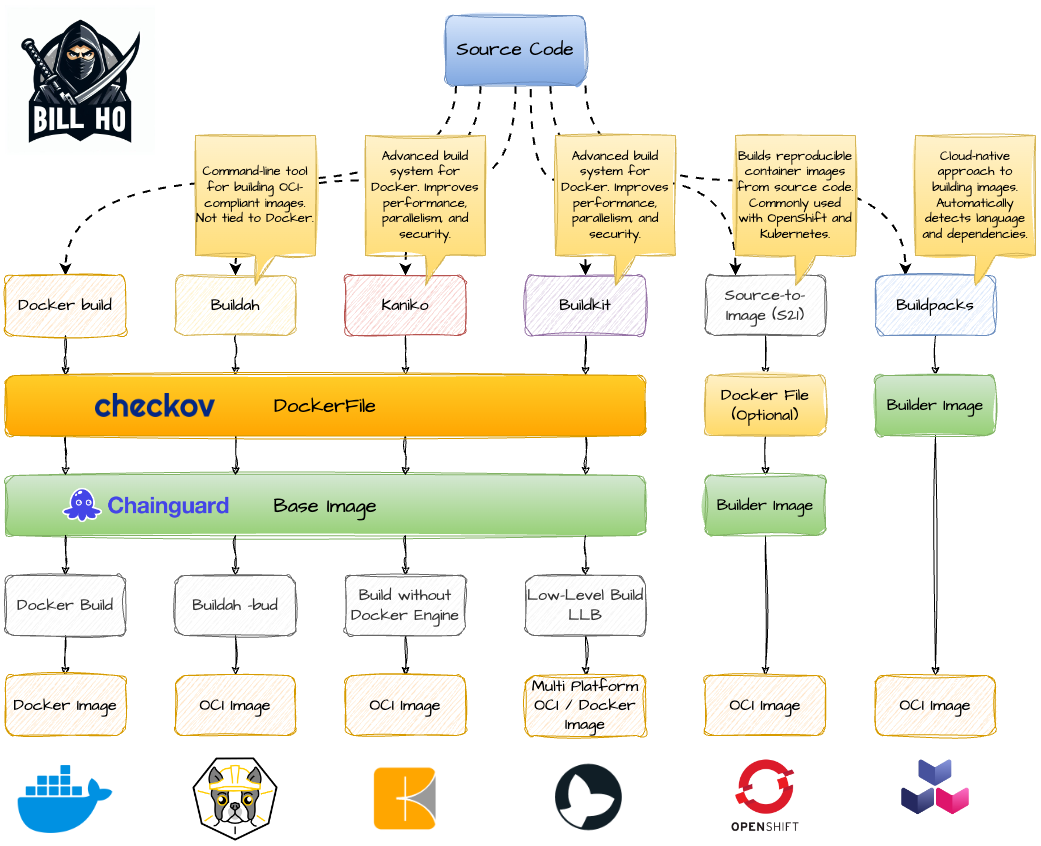 BILL HO
Source Code
Command-line tool
for building OCI-
compliant images.
Not tied to Docker.
Advanced build
system for
Docker. Improves
performance,
parallelism, and
security.
Advanced build
system for
Docker. Improves
performance,
parallelism, and
security.
Builds reproducible
container images
from source code.
Commonly used
with OpenShift and
Kubernetes.
Cloud-native
approach to
building images.
Automatically
detects language
and dependencies.
Docker build
Buildah
Kaniko
Buildkit
Source-to-
Image (S2I)
Buildpacks
checkov
DockerFile
Docker File
(Optional)
Builder Image
Chainguard
Base Image
Builder Image
Docker Build
Buildah -bud
Build without
Docker Engine
Low-Level Build
LLB
Docker Image
OCI Image
OCI Image
Multi Platform
OCI / Docker
Image
OCI Image
OCI Image
OPENSHIFT